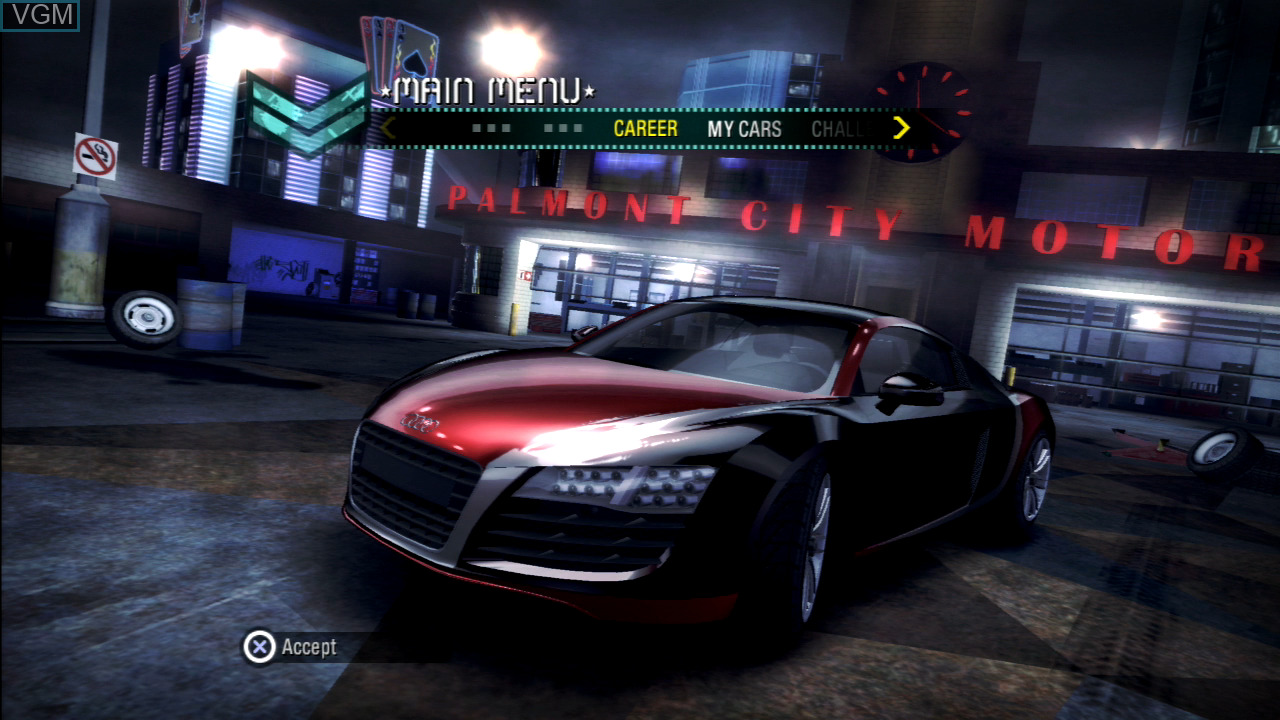 VGM
★MAIN MENU★
CAREER MY CARS CHALL
PALMONT CITY MOTOR
Accept